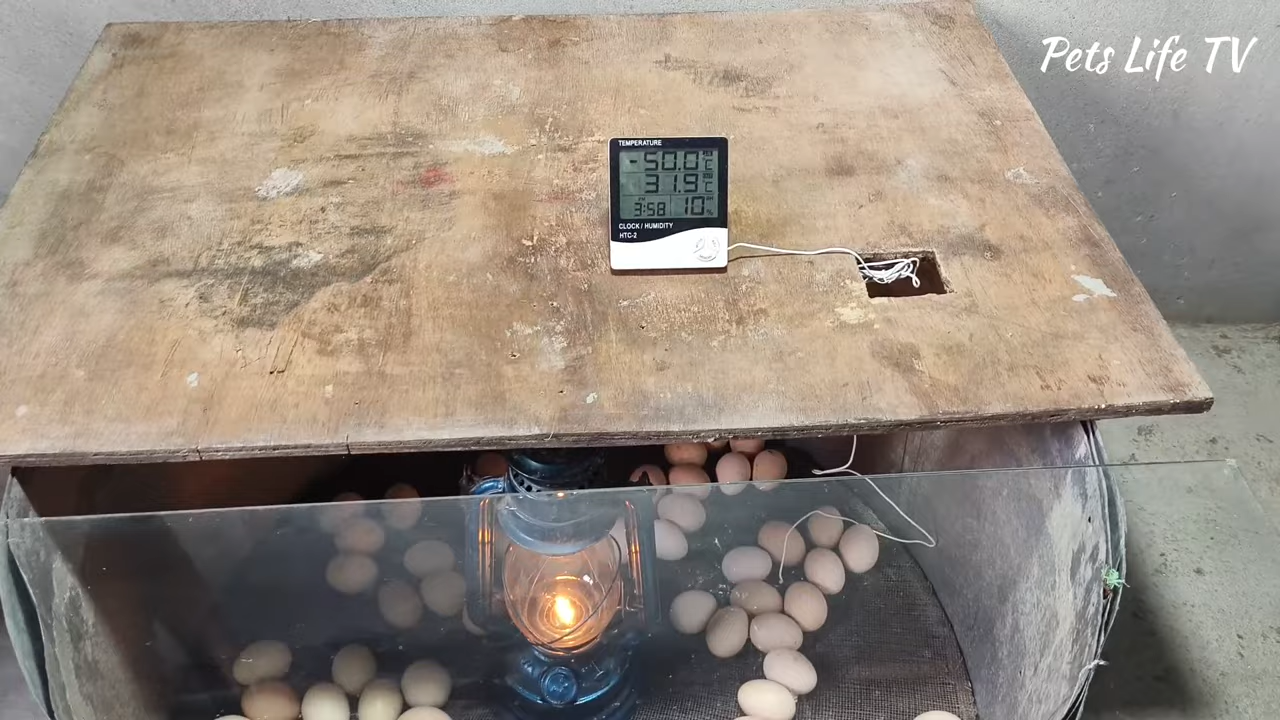 Pets Life TV
TEMPERATURE
-50.0°C
31.9°C
3:58 10%
CLOCK / HUMIDITY
HTC-2